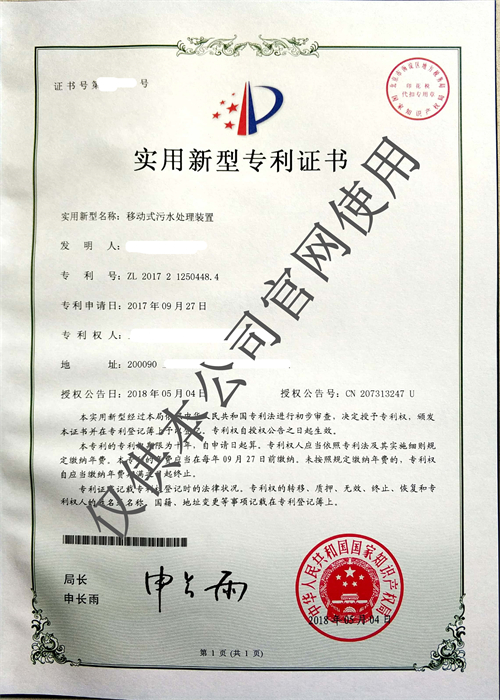 证书号第 号
实用新型专利证书
实用新型名称：移动式污水处理装置
发 明 人：
专 利 号：ZL 2017 2 1250448.4
专利申请日：2017年09月27日
专 利 权 人：
地 址：200090
授权公告日：2018年05月04日 授权公告号：CN 207313247 U
本实用新型经过本局依照中华人民共和国专利法进行初步审查，决定授予专利权，颁发
本证书并在专利登记簿上予以登记。专利权自授权公告之日起生效。
本专利的专利权期限为十年，自申请日起算。专利权人应当依照专利法及其实施细则规
定缴纳年费。本专利的年费应当在每年09月27日前缴纳。未按照规定缴纳年费的，专利权
自应当缴纳年费期满之日起终止。
专利证书记载专利权登记时的法律状况。专利权的转移、质押、无效、终止、恢复和专
利权人的姓名或名称、国籍、地址变更等事项记载在专利登记簿上。
局长
申长雨
申长雨
中华人民共和国国家知识产权局
2018年05月04日
第 1 页 (共 1 页)
仅供本公司官网使用